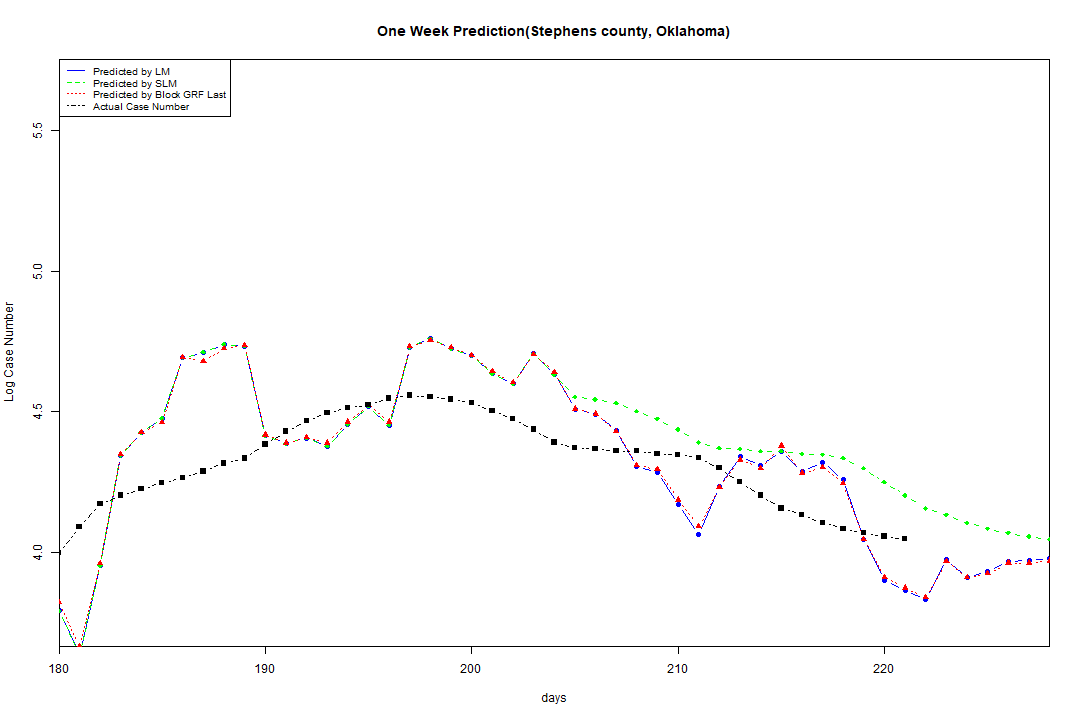 One Week Prediction(Stephens county, Oklahoma)
Predicted by LM
Predicted by SLM
Predicted by Block GRF Last
Actual Case Number
5.5
5.0
4.5
4.0
Log Case Number
180 190 200 210 220
days